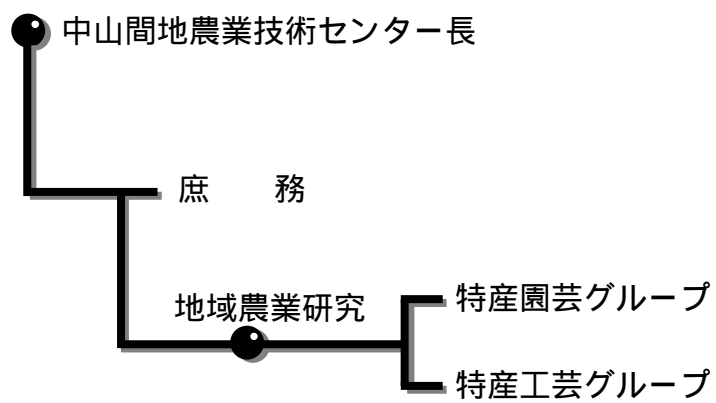 中山間地農業技術センター長
庶　　務
地域農業研究
特産園芸グループ
特産工芸グループ